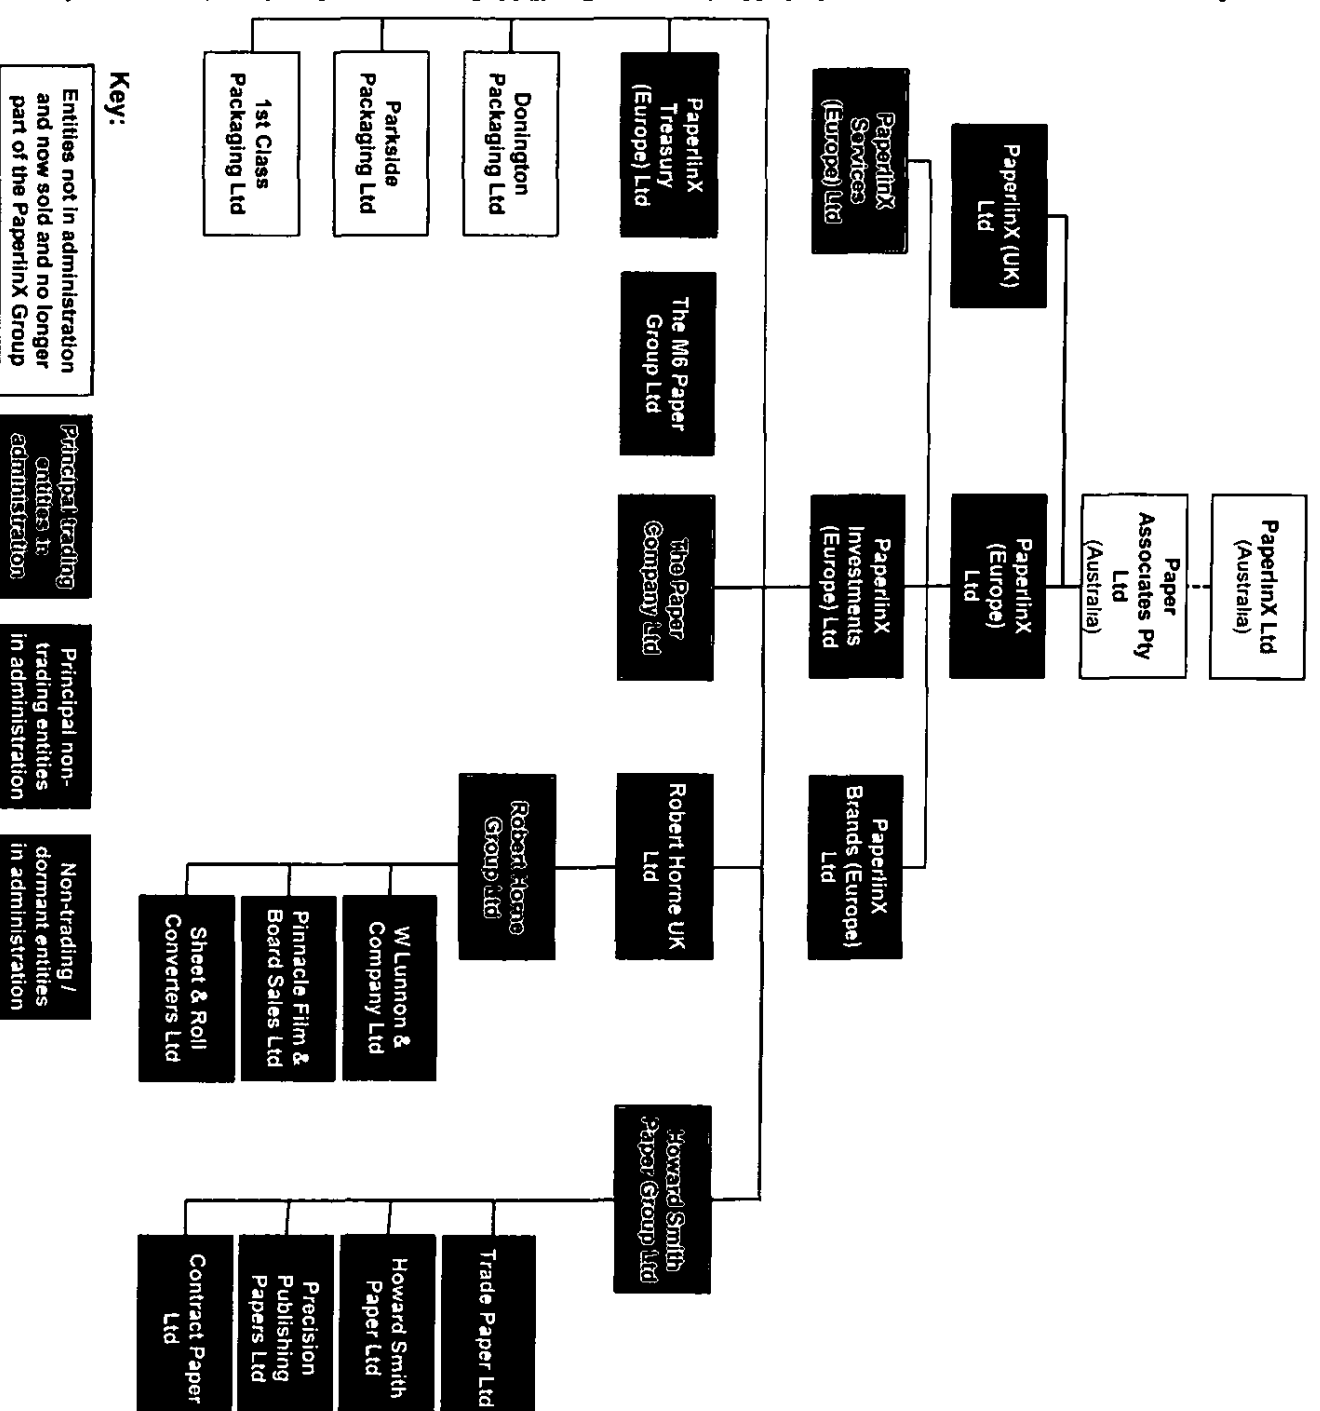 PaperlinX Ltd
(Australia)
Paper
Associates Pty
Ltd
(Australia)
PaperlinX (UK)
Ltd
PaperlinX
(Europe)
Ltd
PaperlinX
Services
(Europe) Ltd
PaperlinX
Investments
(Europe) Ltd
PaperlinX
Brands (Europe)
Ltd
PaperlinX
Treasury
(Europe) Ltd
The M6 Paper
Group Ltd
The Paper
Company Ltd
Robert Horne UK
Ltd
Howard Smith
Paper Group Ltd
Donington
Packaging Ltd
Parkside
Packaging Ltd
1st Class
Packaging Ltd
Robert Horne
Group Ltd
W Lunnon &
Company Ltd
Pinnacle Film &
Board Sales Ltd
Sheet & Roll
Converters Ltd
Trade Paper Ltd
Howard Smith
Paper Ltd
Precision
Publishing
Papers Ltd
Contract Paper
Ltd
Key:
Entities not in administration
and now sold and no longer
part of the PaperlinX Group
Principal trading
entities in
administration
Principal non-
trading entities
in administration
Non-trading /
dormant entities
in administration